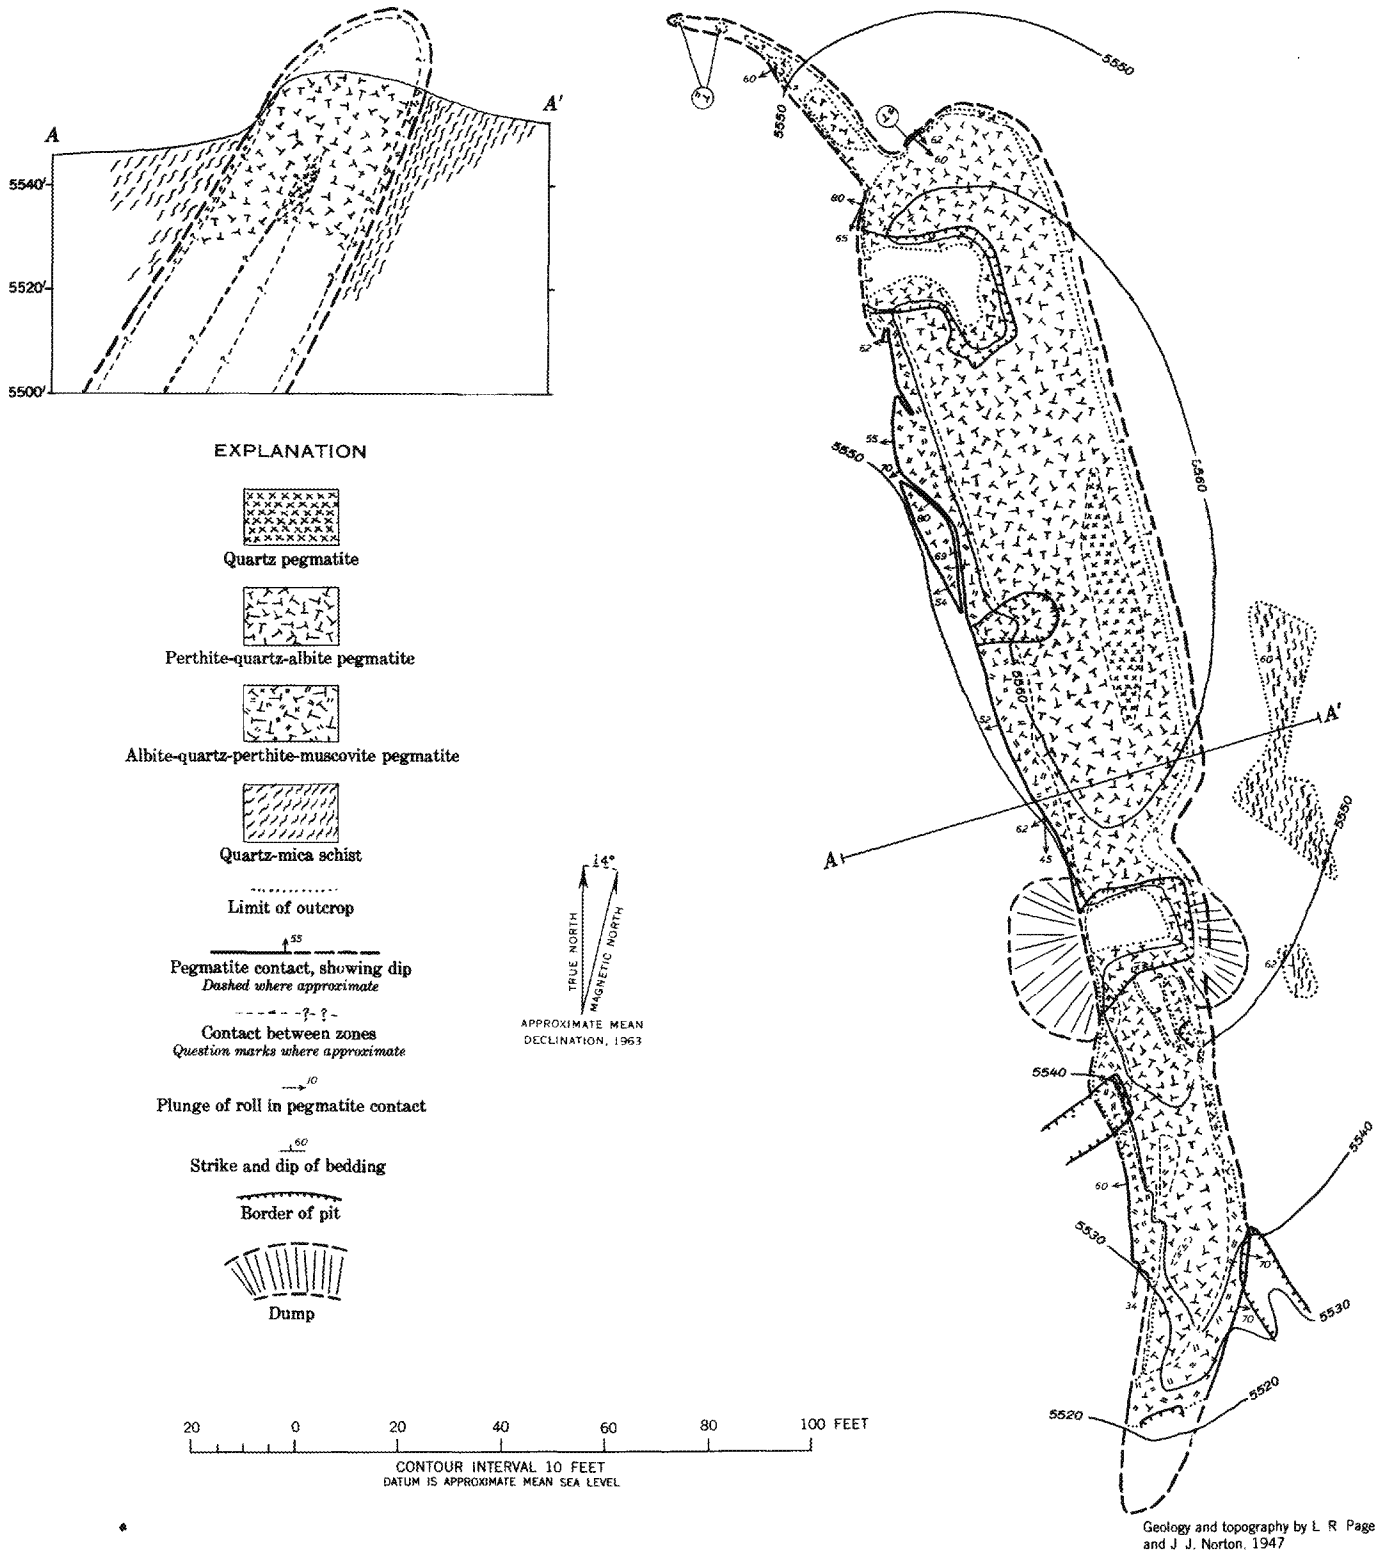 A
A'
5540'
5520'
5500'
EXPLANATION
Quartz pegmatite
Perthite-quartz-albite pegmatite
Albite-quartz-perthite-muscovite pegmatite
Quartz-mica schist
Limit of outcrop
55
Pegmatite contact, showing dip
Dashed where approximate
-?-?-
Contact between zones
Question marks where approximate
10
Plunge of roll in pegmatite contact
60
Strike and dip of bedding
Border of pit
Dump
14°
TRUE NORTH
MAGNETIC NORTH
APPROXIMATE MEAN
DECLINATION, 1963
20 0 20 40 60 80 100 FEET
CONTOUR INTERVAL 10 FEET
DATUM IS APPROXIMATE MEAN SEA LEVEL
5550
60
5550
62
60
80
65
62
5560
55
5550
70
80
69
54
60
5560
52
A'
62
45
A
5550
62
5540
5540
60
5530
70
34
70
5530
5520
5520
Geology and topography by L R Page
and J J. Norton, 1947